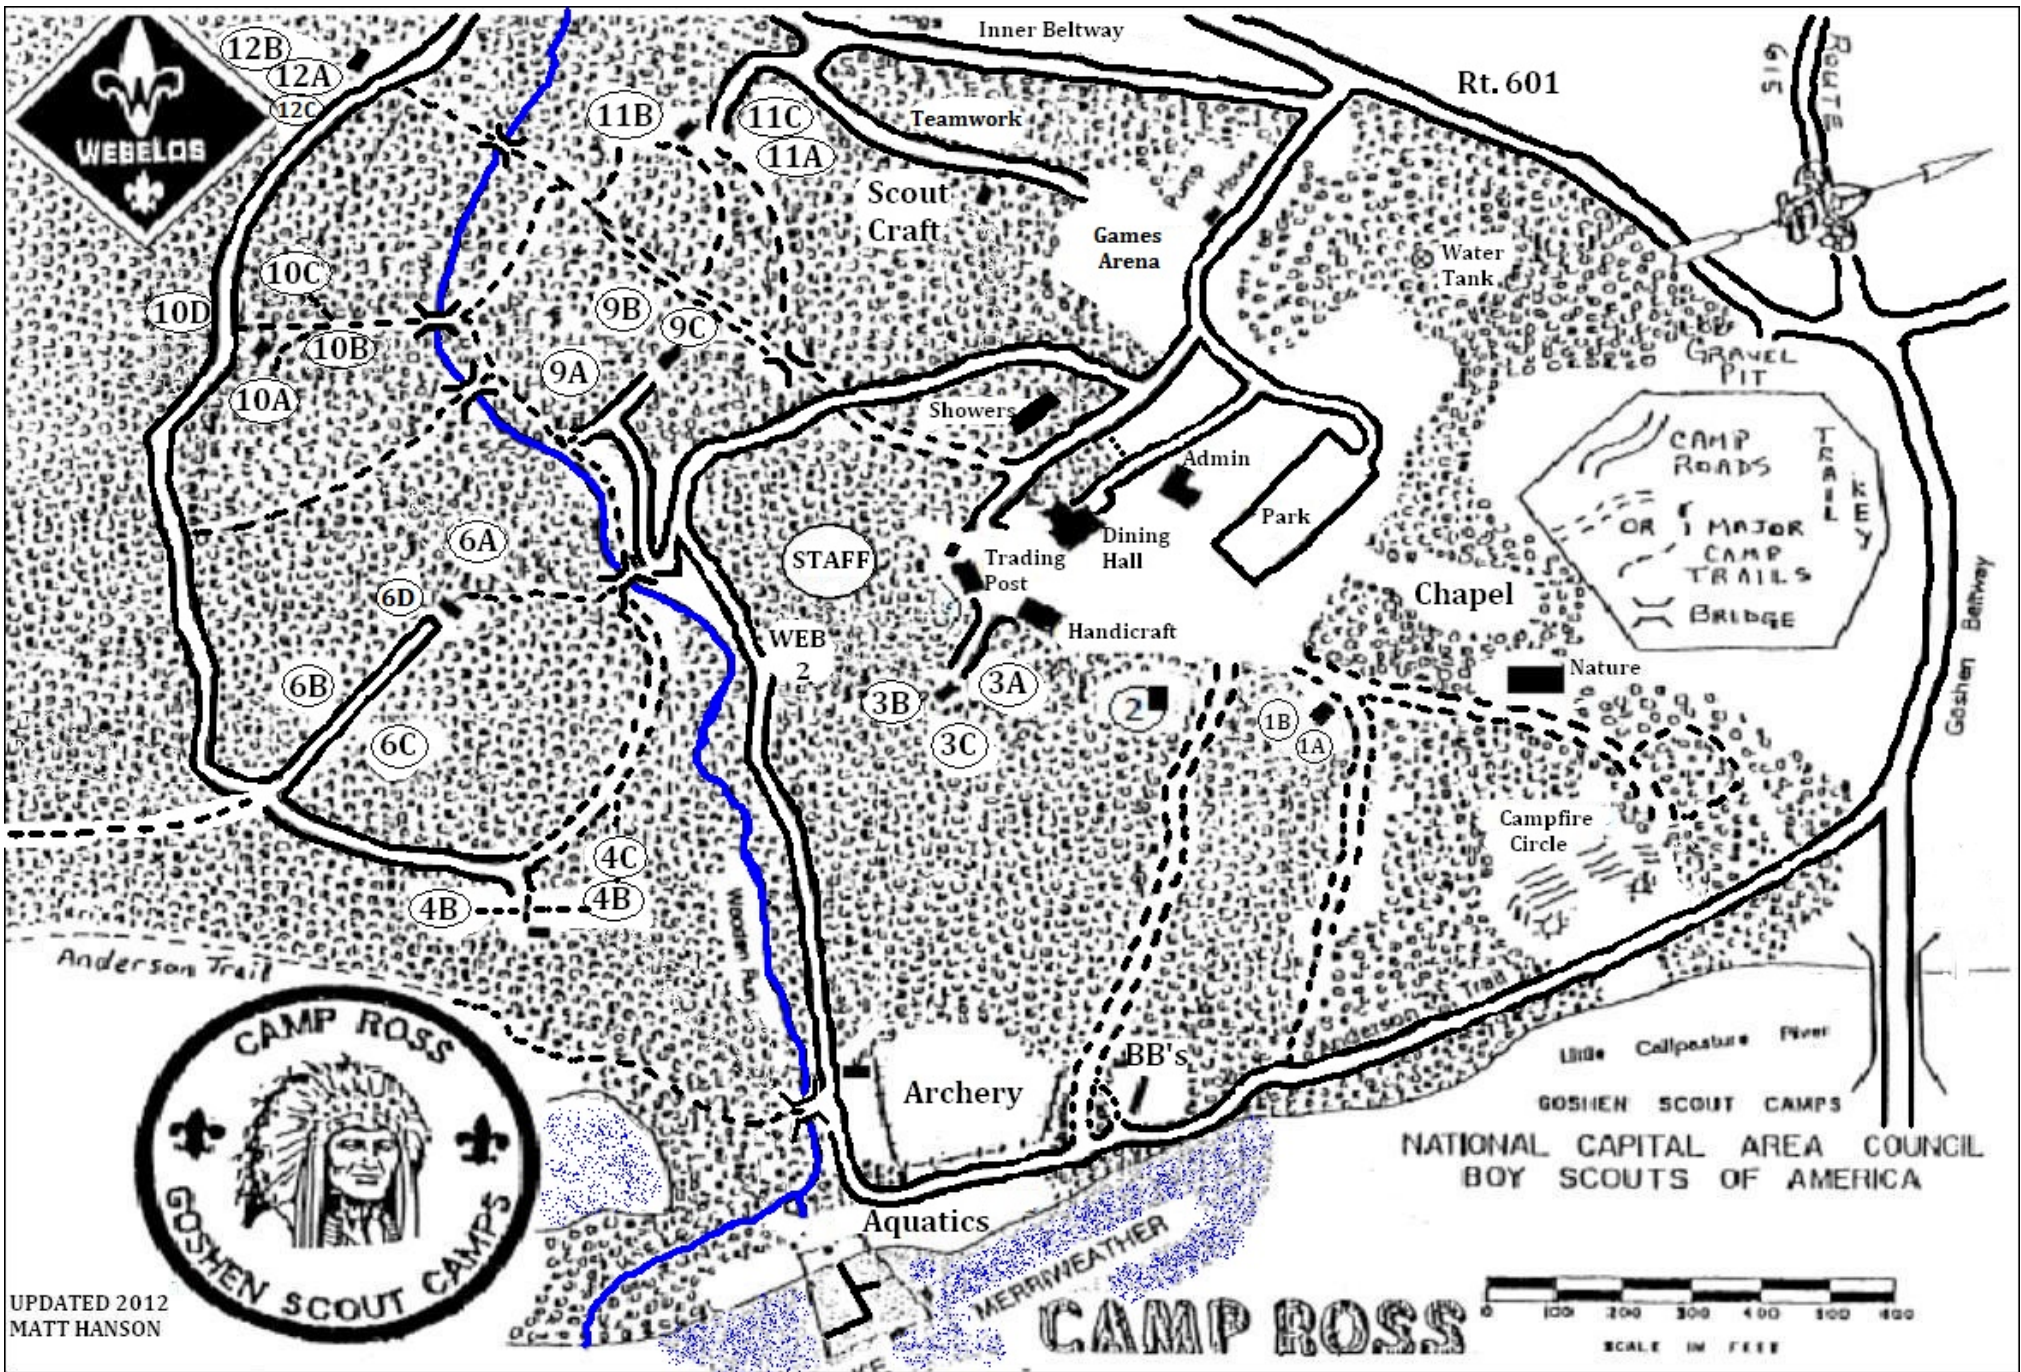 Inner Beltway
Rt. 601
ROUTE
615
12B
12A
12C
WEBELOS
11B
11C
11A
Teamwork
Scout
Craft
Pump House
Games
Arena
Water
Tank
10C
10D
10B
10A
9B
9C
9A
GRAVEL
PIT
TRAIL KEY
CAMP
ROADS
OR
MAJOR
CAMP
TRAILS
BRIDGE
Showers
Admin
Park
Dining
Hall
Trading
Post
STAFF
6A
6D
6B
6C
WEB
2
Handicraft
Chapel
Nature
Goshen Beltway
3A
3B
3C
2
1B
1A
Campfire
Circle
4C
4B
4B
Woben Run
Anderson Trail
Anderson Trail
CAMP ROSS
GOSHEN SCOUT CAMPS
Archery
BB's
Aquatics
Little Calfpasture River
GOSHEN SCOUT CAMPS
NATIONAL CAPITAL AREA COUNCIL
BOY SCOUTS OF AMERICA
MERRIWEATHER
CAMP ROSS
0 100 200 300 400 500
SCALE IN FEET
UPDATED 2012
MATT HANSON